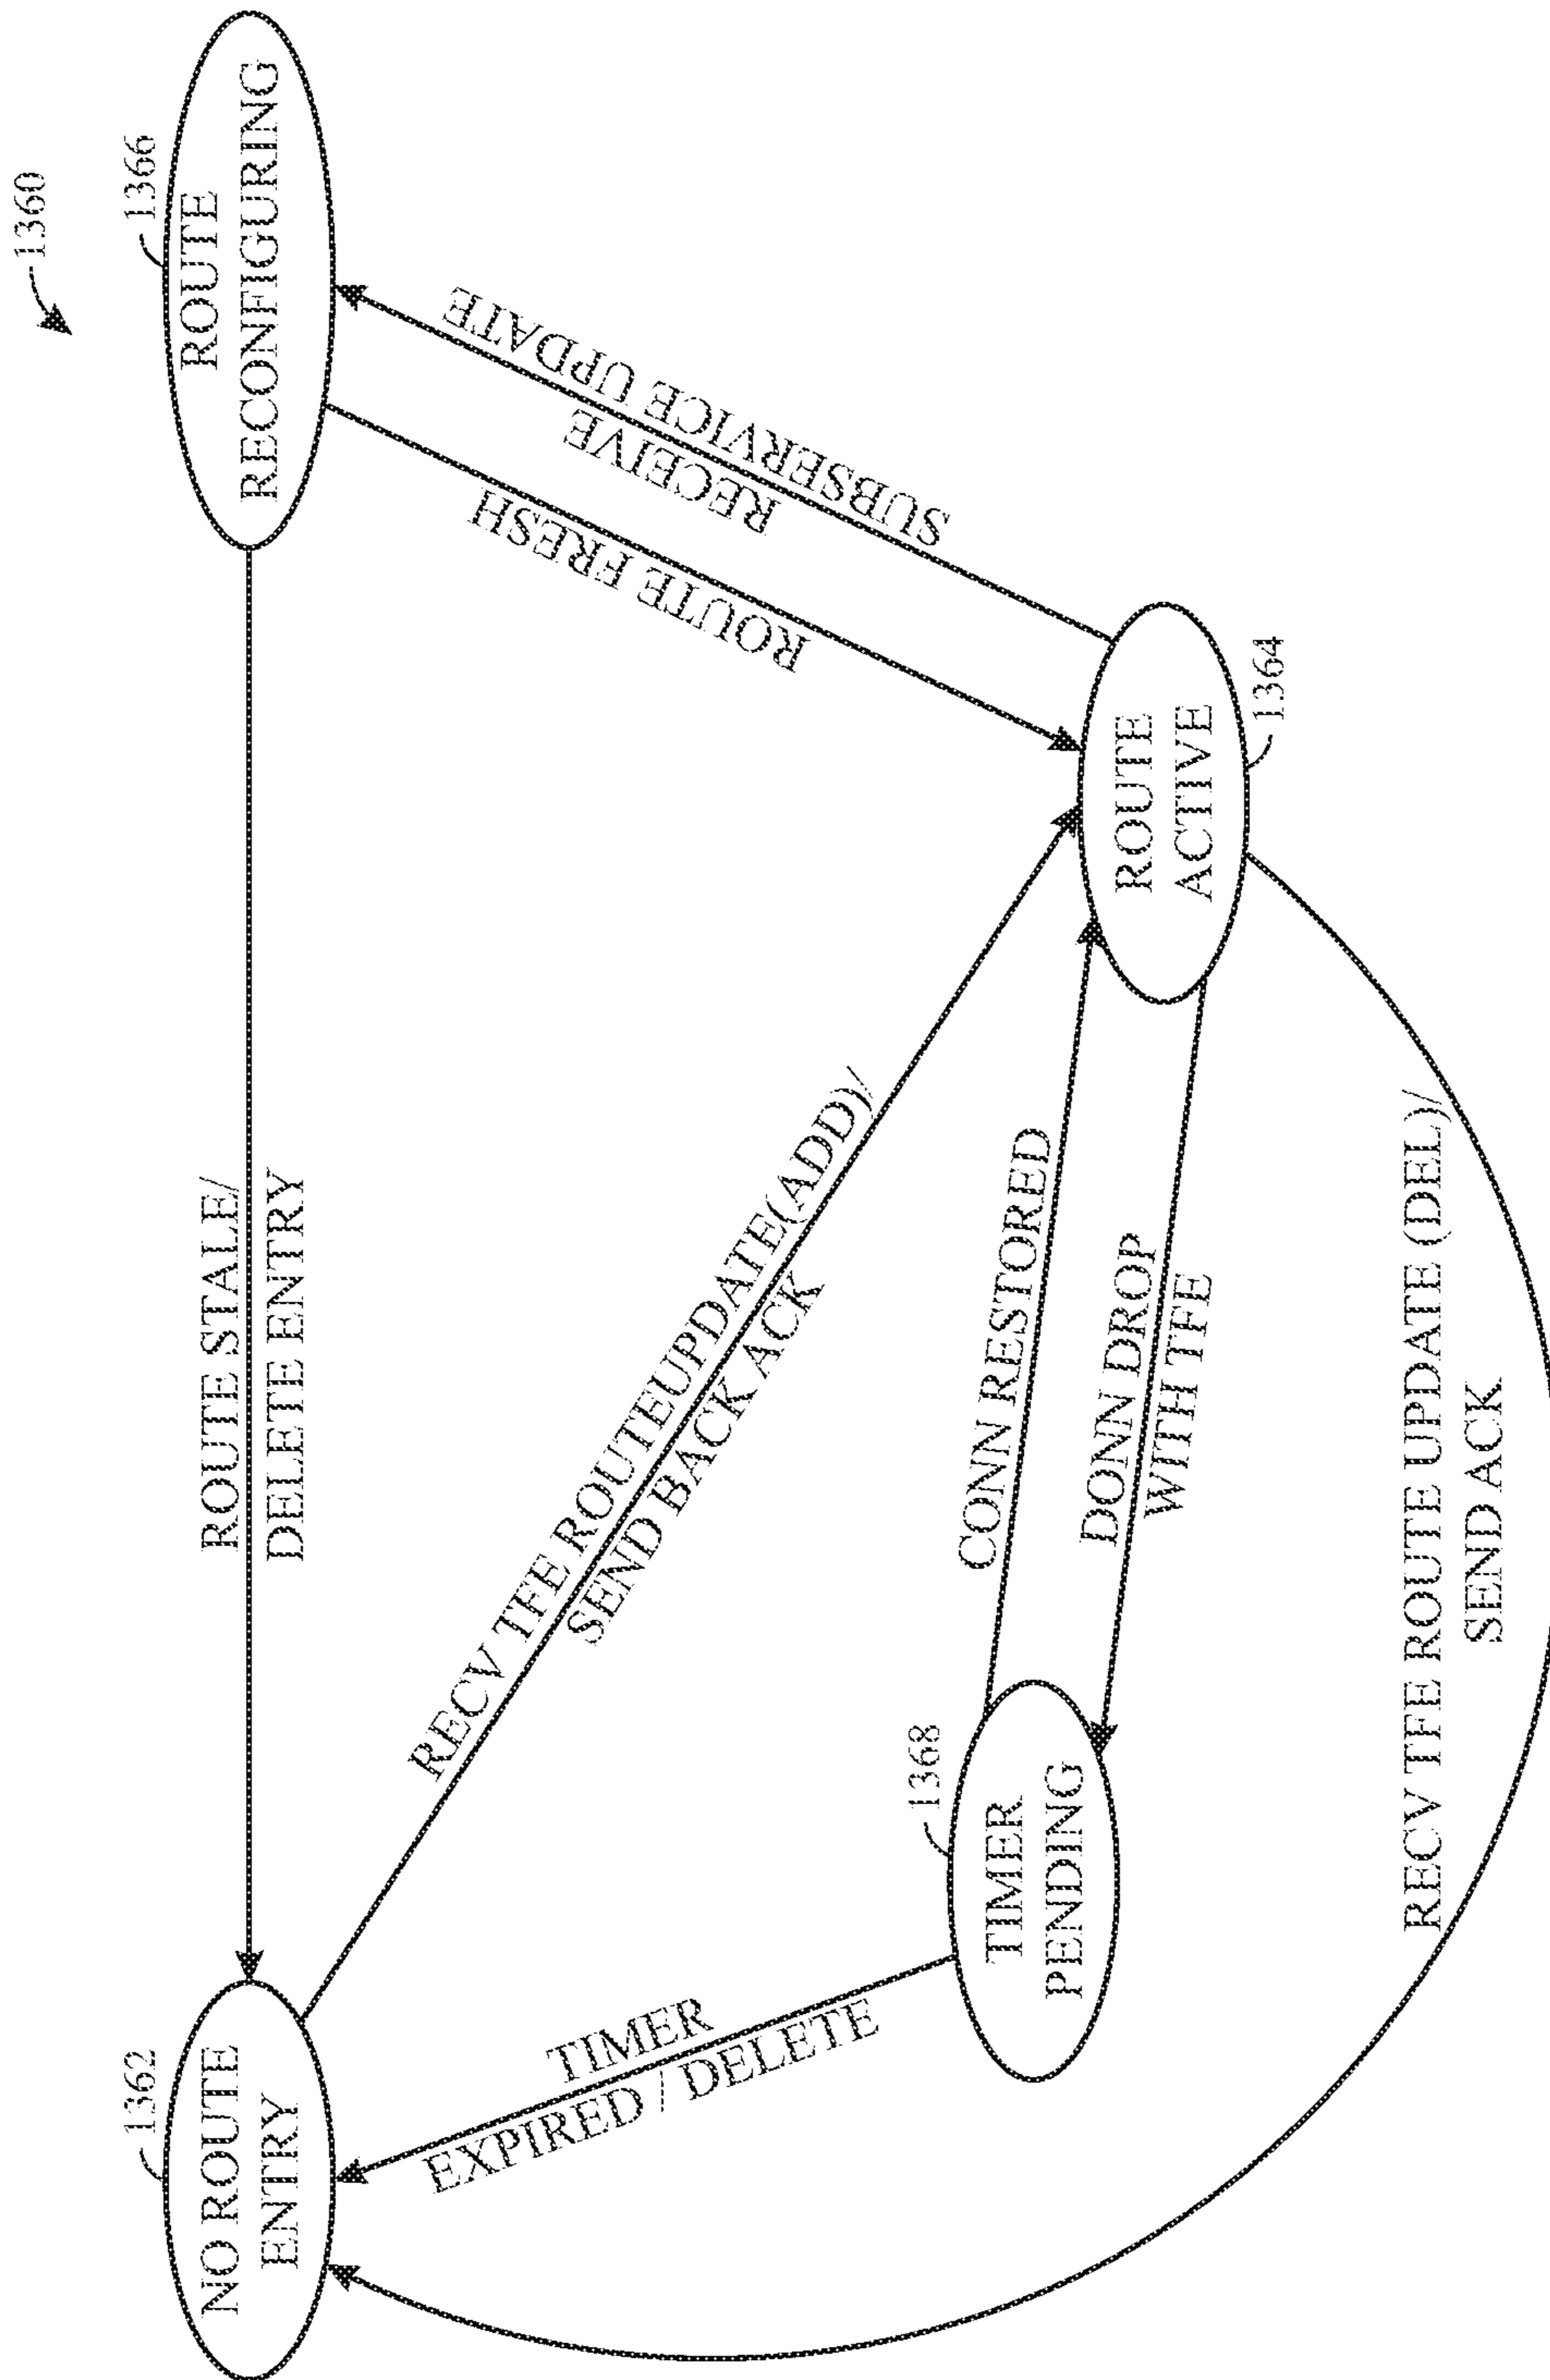 1360
1362
NO ROUTE
ENTRY
ROUTE STALE/
DELETE ENTRY
1366
ROUTE
RECONFIGURING
TIMER
EXPIRED / DELETE
RECV TFE ROUTEUPDATE(ADD)/
SEND BACK ACK
ROUTE FRESH
RECEIVE
SUBSERVICE UPDATE
1368
TIMER
PENDING
CONN RESTORED
DONN DROP
WITH TFE
ROUTE
ACTIVE
1364
RECV TFE ROUTE UPDATE (DEL)/
SEND ACK